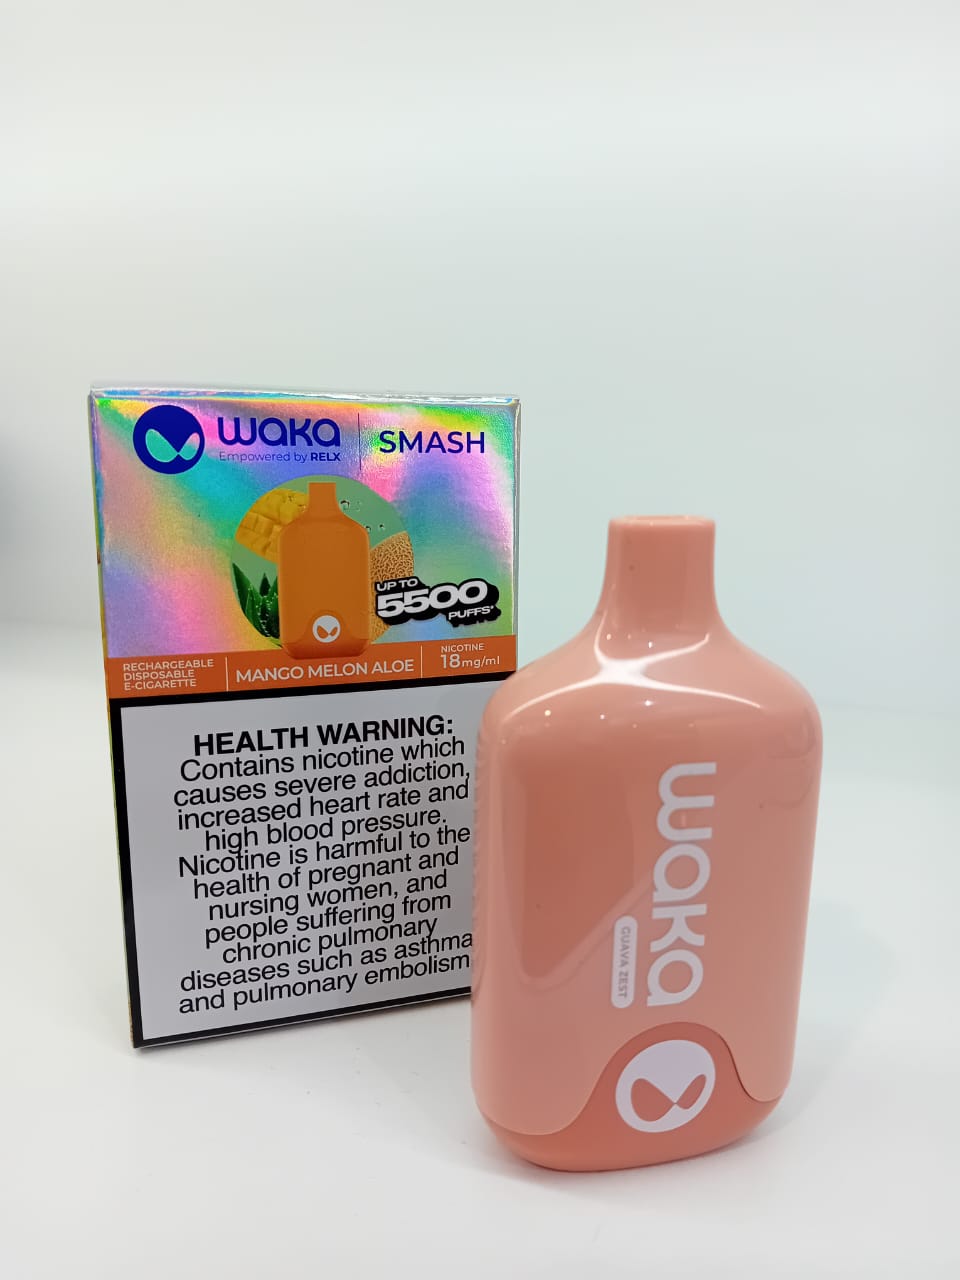 waka
Empowered by RELX
SMASH
UP TO
5500
PUFFS*
RECHARGEABLE
DISPOSABLE
E-CIGARETTE
MANGO MELON ALOE
NICOTINE
18mg/ml
HEALTH WARNING:
Contains nicotine which
causes severe addiction,
increased heart rate and
high blood pressure.
Nicotine is harmful to the
health of pregnant and
nursing women, and
people suffering from
chronic pulmonary
diseases such as asthma
and pulmonary embolism
waka
GUAVA ZEST